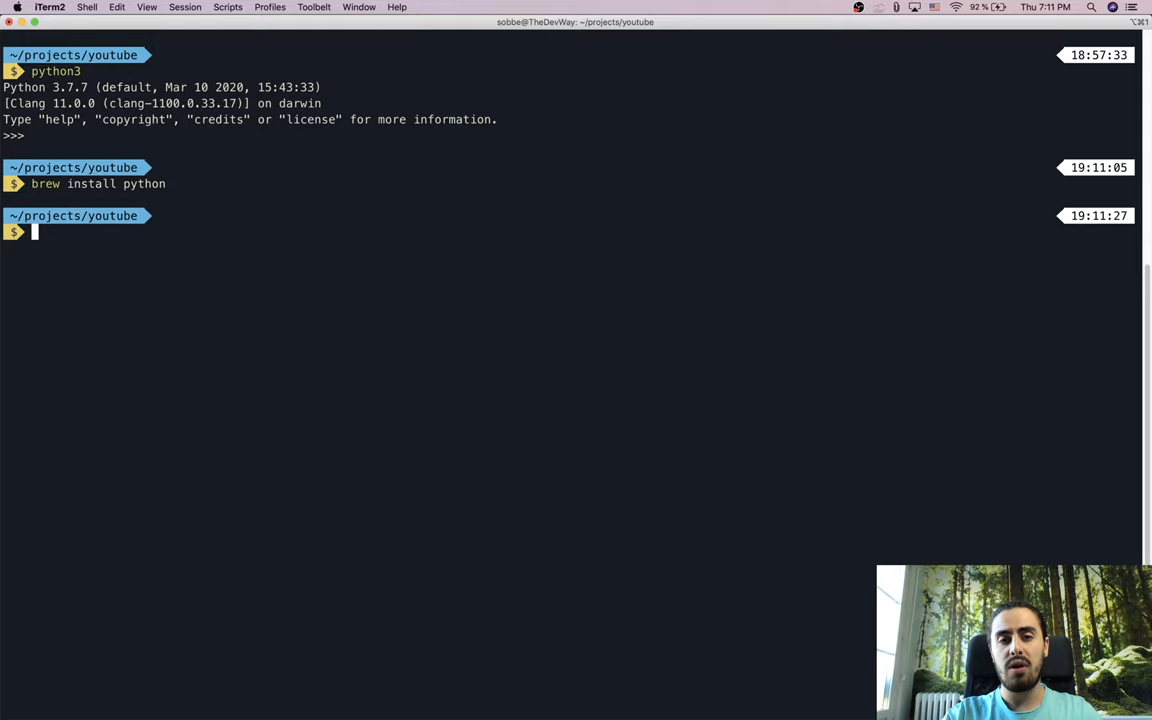 iTerm2 Shell Edit View Session Scripts Profiles Toolbelt Window Help 92 % Thu 7:11 PM
sobbe@TheDevWay: ~/projects/youtube ⌥⌘1
~/projects/youtube 18:57:33
$ python3
Python 3.7.7 (default, Mar 10 2020, 15:43:33)
[Clang 11.0.0 (clang-1100.0.33.17)] on darwin
Type "help", "copyright", "credits" or "license" for more information.
>>>
~/projects/youtube 19:11:05
$ brew install python
~/projects/youtube 19:11:27
$